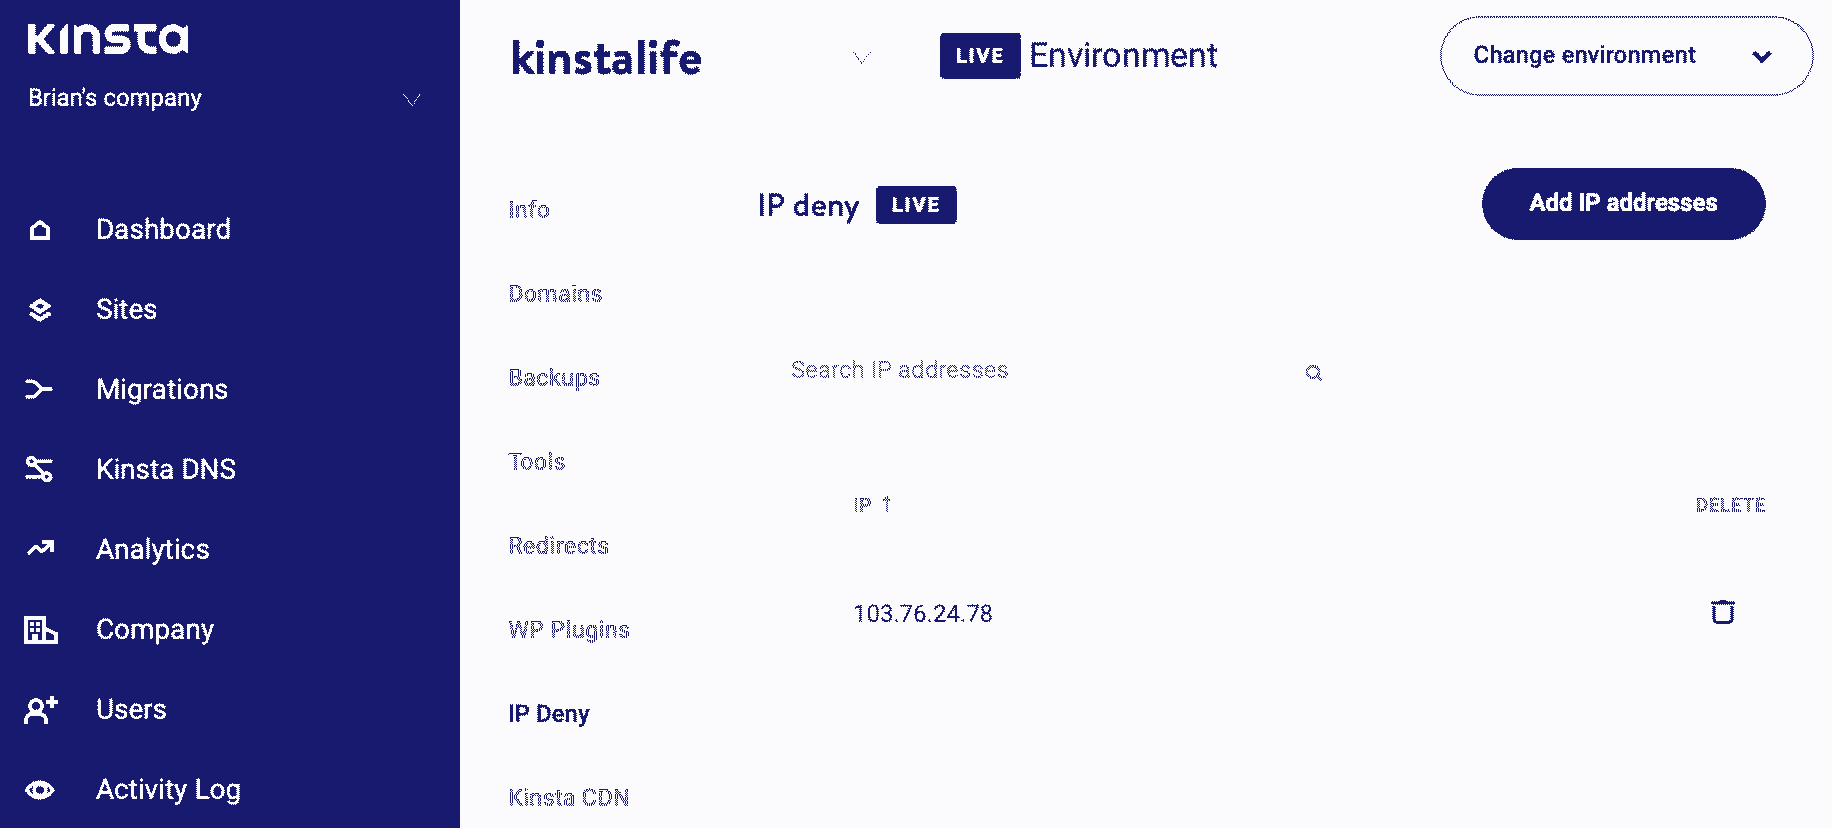 Kinsta
Brian's company
Dashboard
Sites
Migrations
Kinsta DNS
Analytics
Company
Users
Activity Log
kinstalife
LIVE Environment
Change environment
Info
Domains
Backups
Tools
Redirects
WP Plugins
IP Deny
Kinsta CDN
IP deny LIVE
Add IP addresses
Search IP addresses
IP ↑ DELETE
103.76.24.78